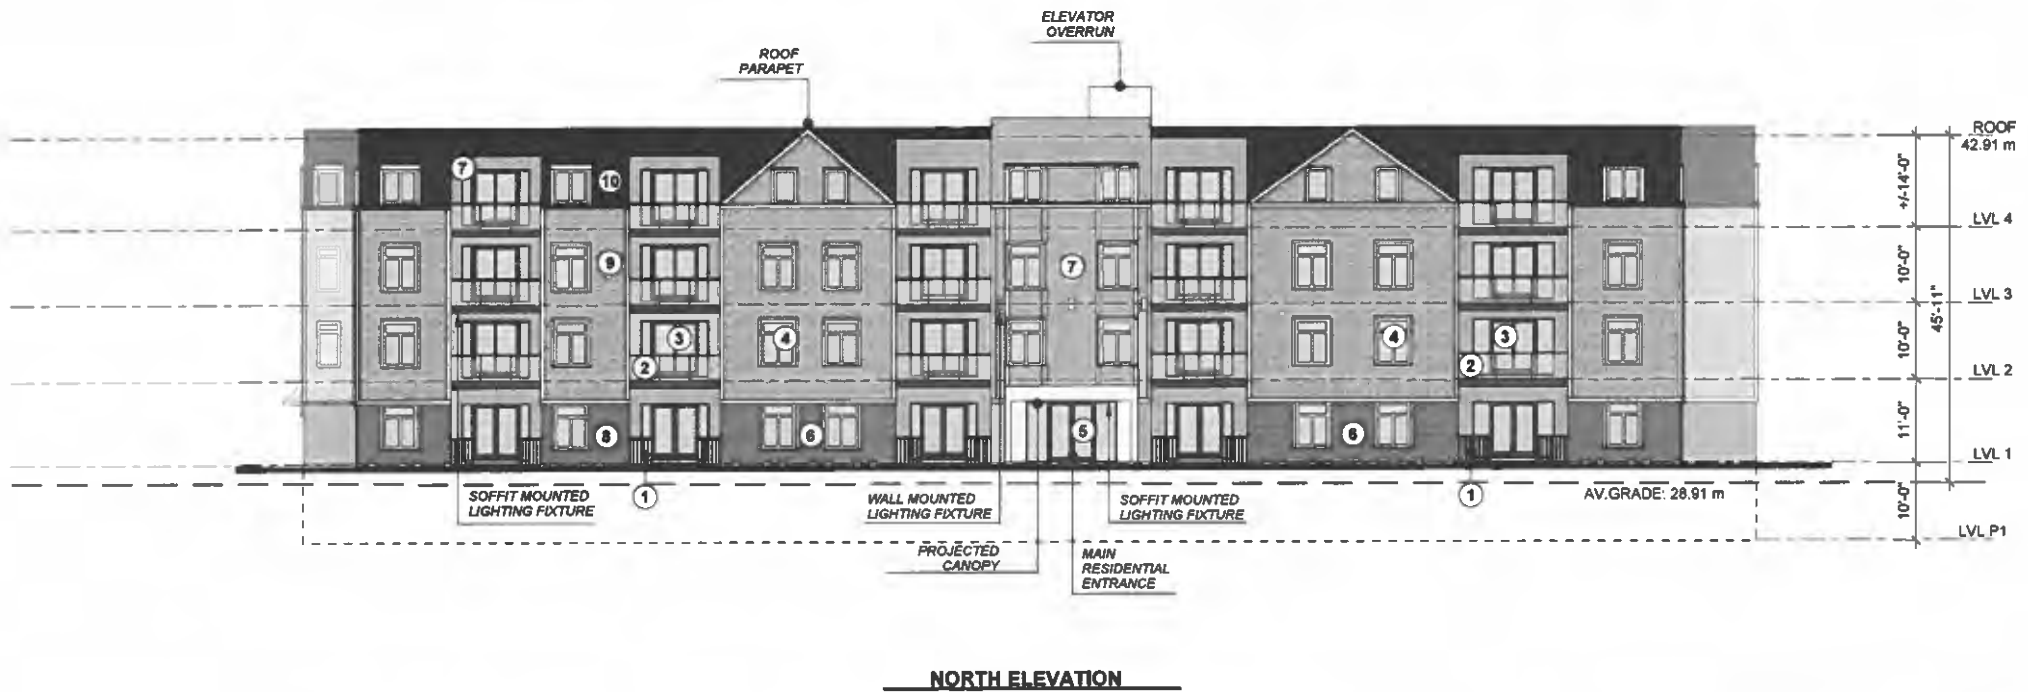 ELEVATOR
OVERRUN
ROOF
PARAPET
ROOF
42.91 m
+/-14'-0"
7
10
LVL 4
10'-0"
9
7
LVL 3
45'-11"
10'-0"
3
4
4
3
2
2
LVL 2
11'-0"
8
6
5
6
LVL 1
SOFFIT MOUNTED
LIGHTING FIXTURE
1
WALL MOUNTED
LIGHTING FIXTURE
SOFFIT MOUNTED
LIGHTING FIXTURE
1
AV.GRADE: 28.91 m
10'-0"
LVL P1
PROJECTED
CANOPY
MAIN
RESIDENTIAL
ENTRANCE
NORTH ELEVATION